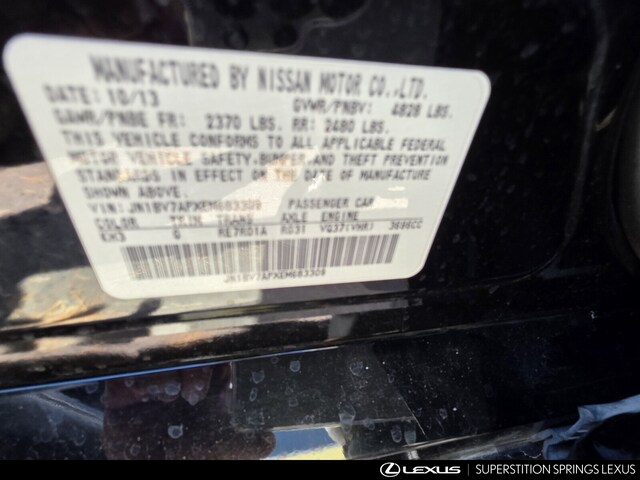 MANUFACTURED BY NISSAN MOTOR CO.,LTD.
DATE: 10/13 GVWR/PNBV: 4828 LBS.
GAWR/PNBE FR: 2370 LBS. RR: 2480 LBS.
THIS VEHICLE CONFORMS TO ALL APPLICABLE FEDERAL
MOTOR VEHICLE SAFETY, BUMPER AND THEFT PREVENTION
STANDARDS IN EFFECT ON THE DATE OF MANUFACTURE
SHOWN ABOVE.
VIN: JN1BV7APXEM683309 PASSENGER CAR
COLOR TRIM TRANS AXLE ENGINE
KH3 G RE7R01A R031 VQ37(VHR) 3696CC
JN1BV7APXEM683309
LEXUS SUPERSTITION SPRINGS LEXUS